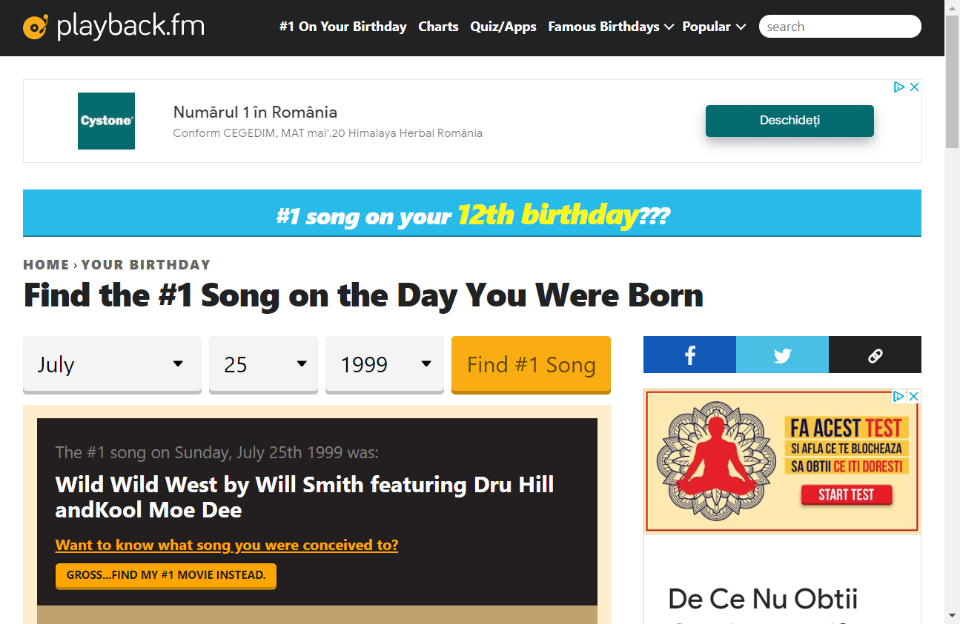 playback.fm
#1 On Your Birthday Charts Quiz/Apps Famous Birthdays Popular search
Cystone®
Numărul 1 în România
Conform CEGEDIM, MAT mai'.20 Himalaya Herbal România
Deschideți
#1 song on your 12th birthday???
HOME › YOUR BIRTHDAY
Find the #1 Song on the Day You Were Born
July 25 1999 Find #1 Song
The #1 song on Sunday, July 25th 1999 was:
Wild Wild West by Will Smith featuring Dru Hill
andKool Moe Dee
Want to know what song you were conceived to?
GROSS...FIND MY #1 MOVIE INSTEAD.
FA ACEST TEST
SI AFLA CE TE BLOCHEAZA
SA OBTII CE ITI DORESTI
START TEST
De Ce Nu Obtii